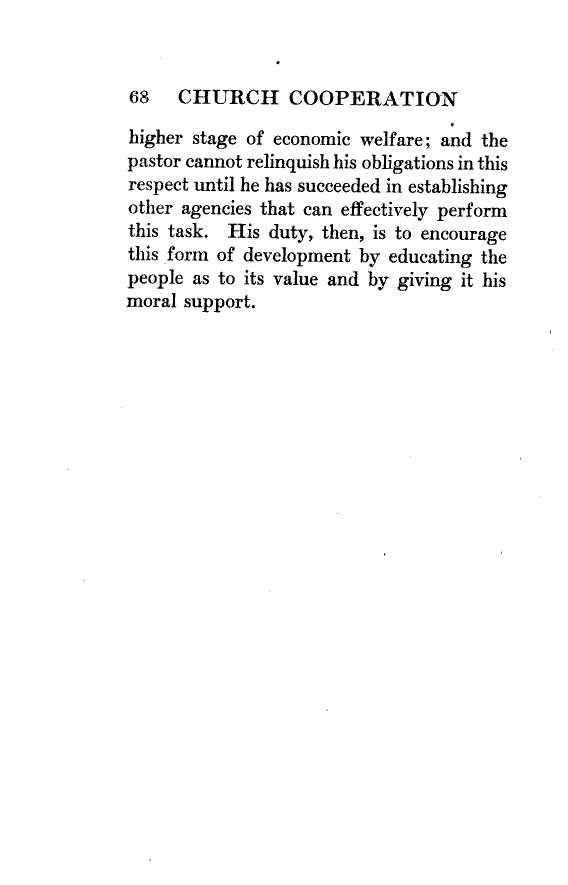 68 CHURCH COOPERATION
higher stage of economic welfare; and the
pastor cannot relinquish his obligations in this
respect until he has succeeded in establishing
other agencies that can effectively perform
this task. His duty, then, is to encourage
this form of development by educating the
people as to its value and by giving it his
moral support.